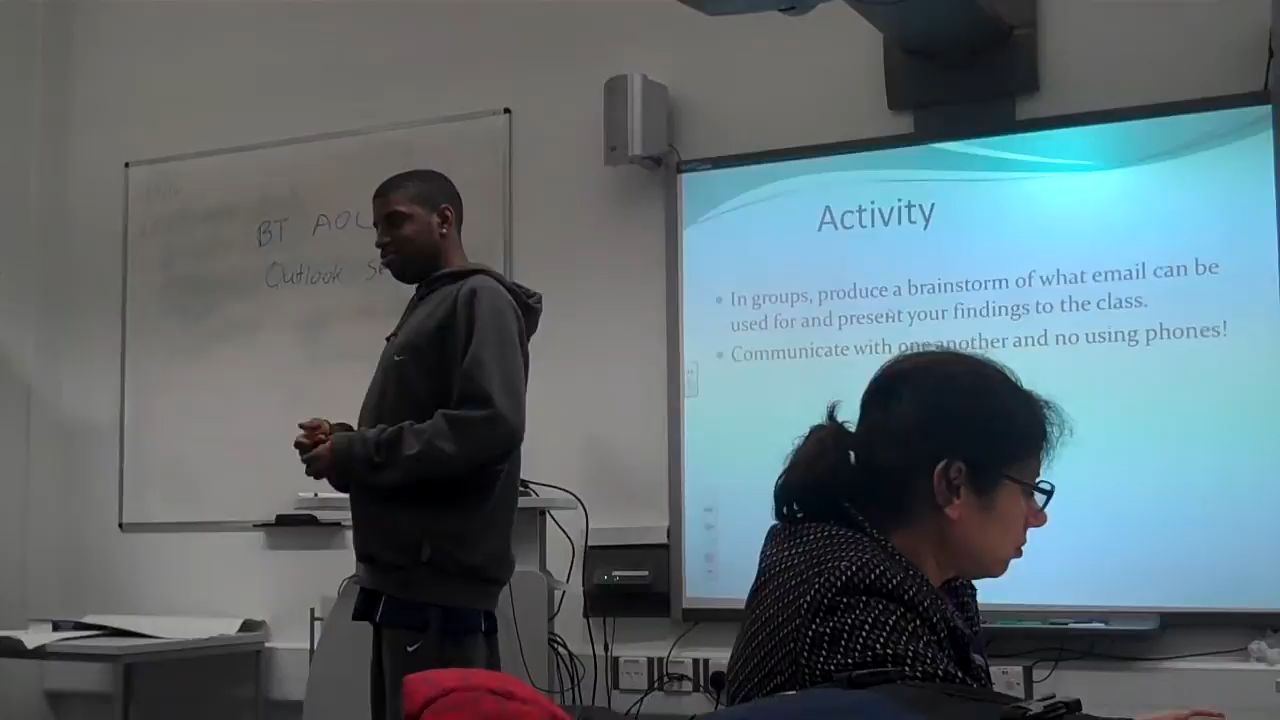 BT AOL
Outlook
Activity
• In groups, produce a brainstorm of what email can be
used for and present your findings to the class.
• Communicate with one another and no using phones!